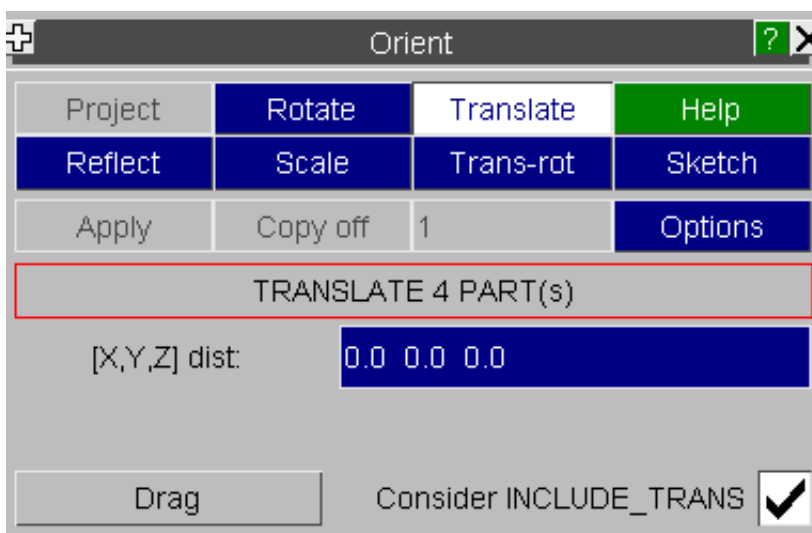 Orient ?
Project Rotate Translate Help
Reflect Scale Trans-rot Sketch
Apply Copy off 1 Options
TRANSLATE 4 PART(s)
[X,Y,Z] dist: 0.0 0.0 0.0
Drag Consider INCLUDE_TRANS